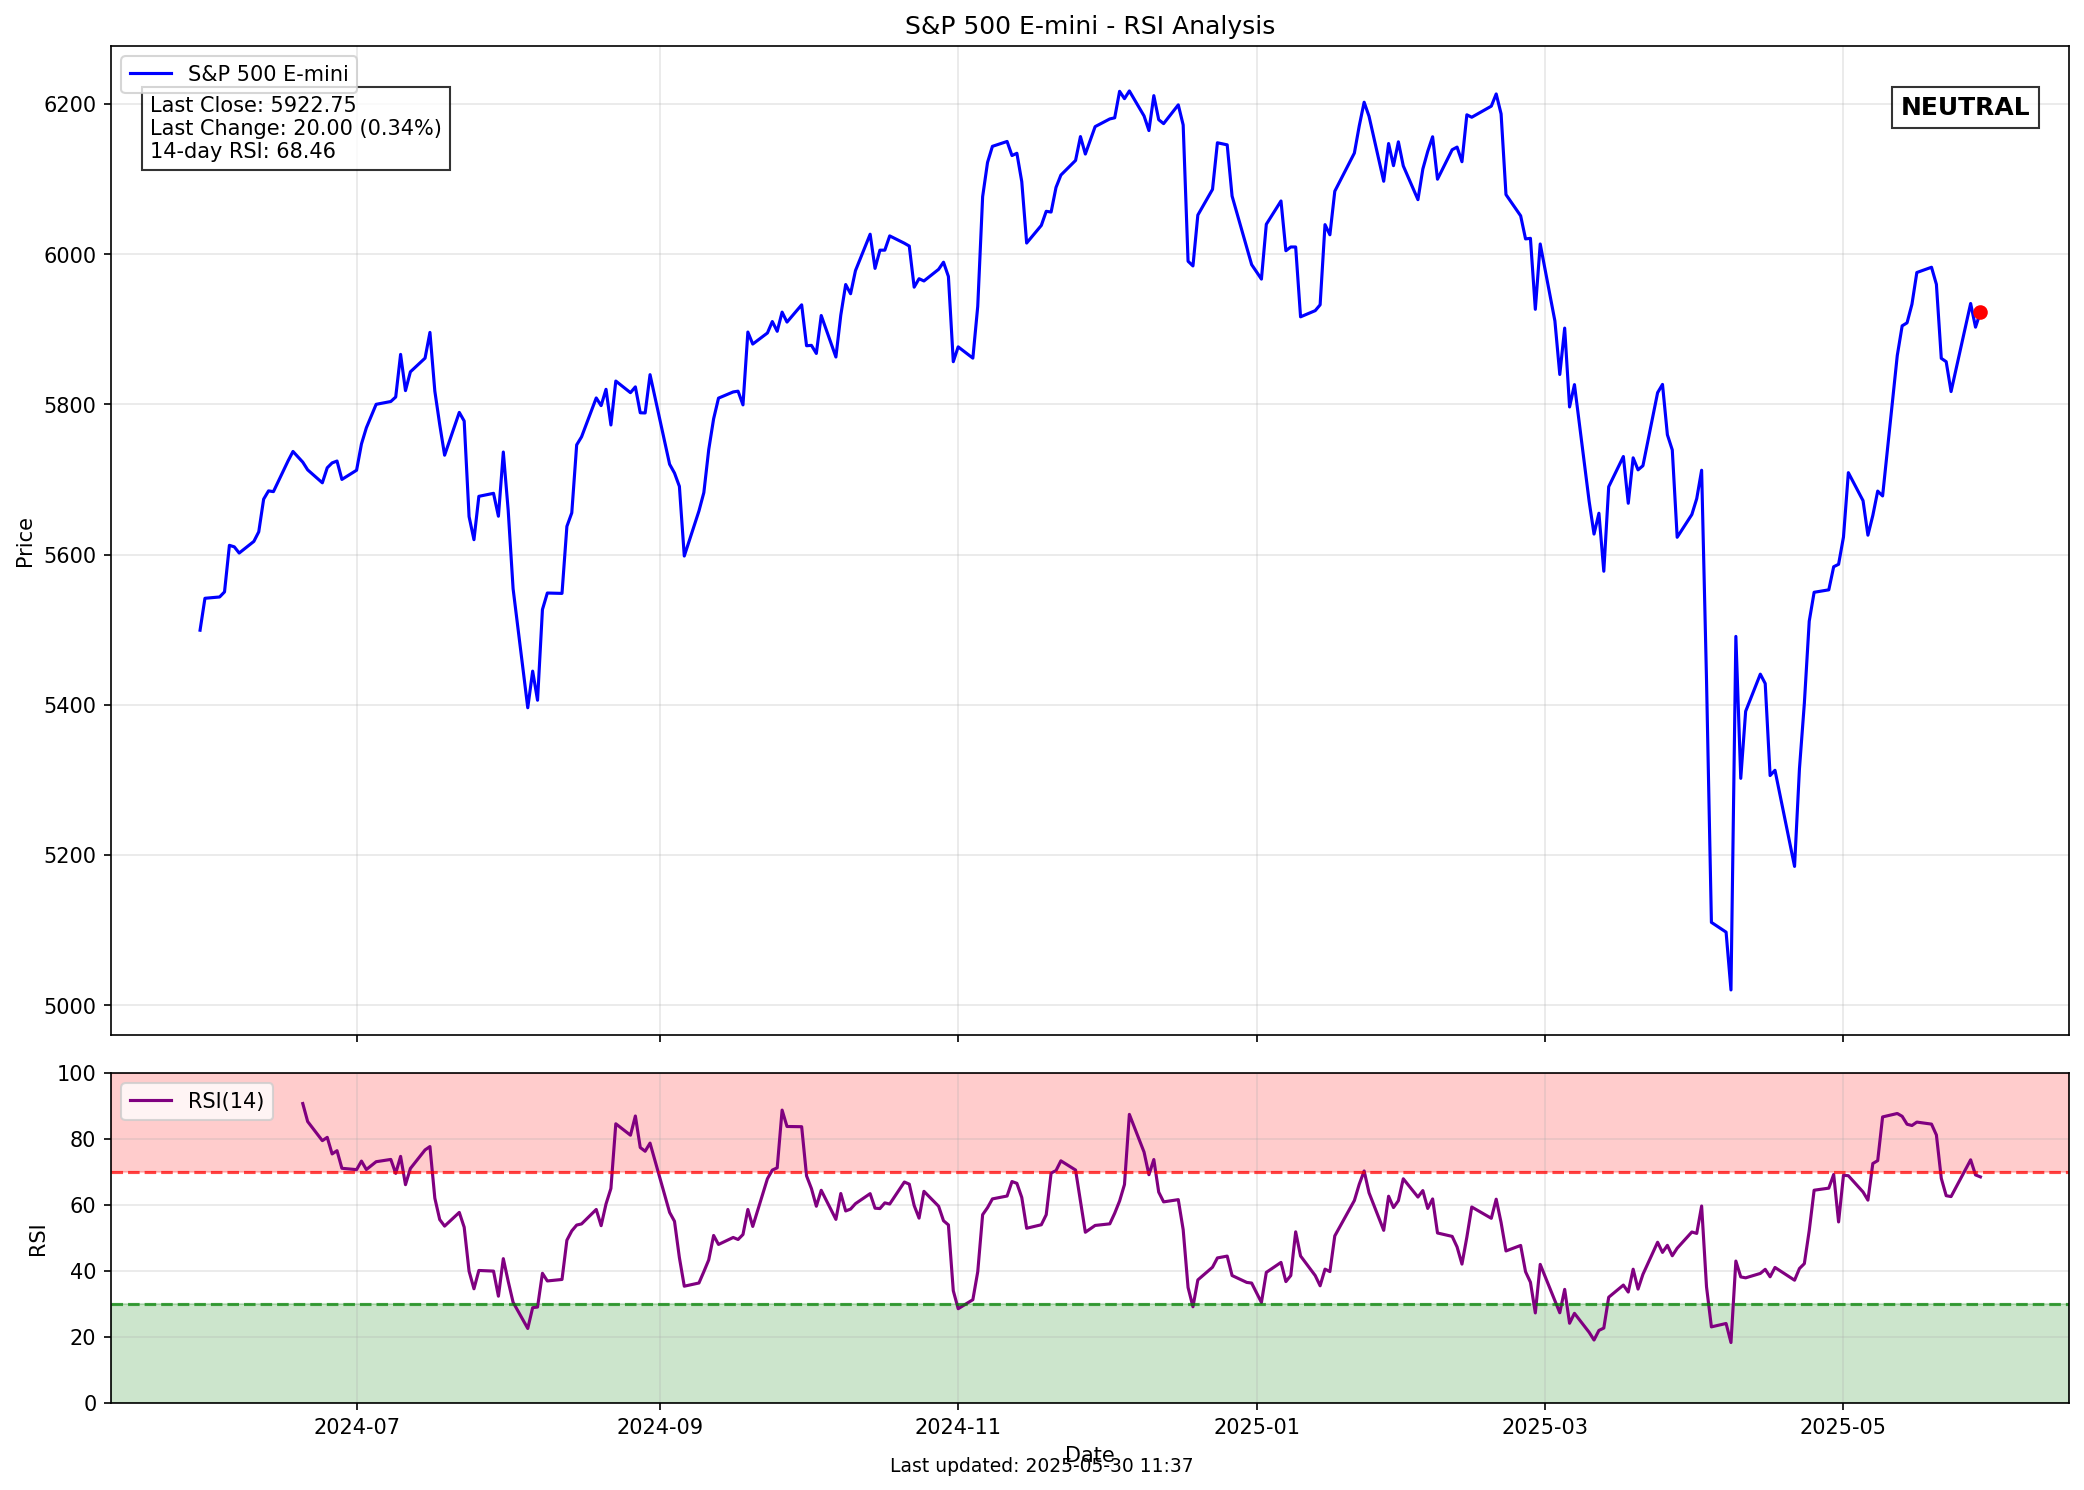 S&P 500 E-mini - RSI Analysis
S&P 500 E-mini
Last Close: 5922.75
Last Change: 20.00 (0.34%)
14-day RSI: 68.46
NEUTRAL
Price
6200
6000
5800
5600
5400
5200
5000
RSI
RSI(14)
100
80
60
40
20
0
2024-07 2024-09 2024-11 2025-01 2025-03 2025-05
Date
Last updated: 2025-05-30 11:37